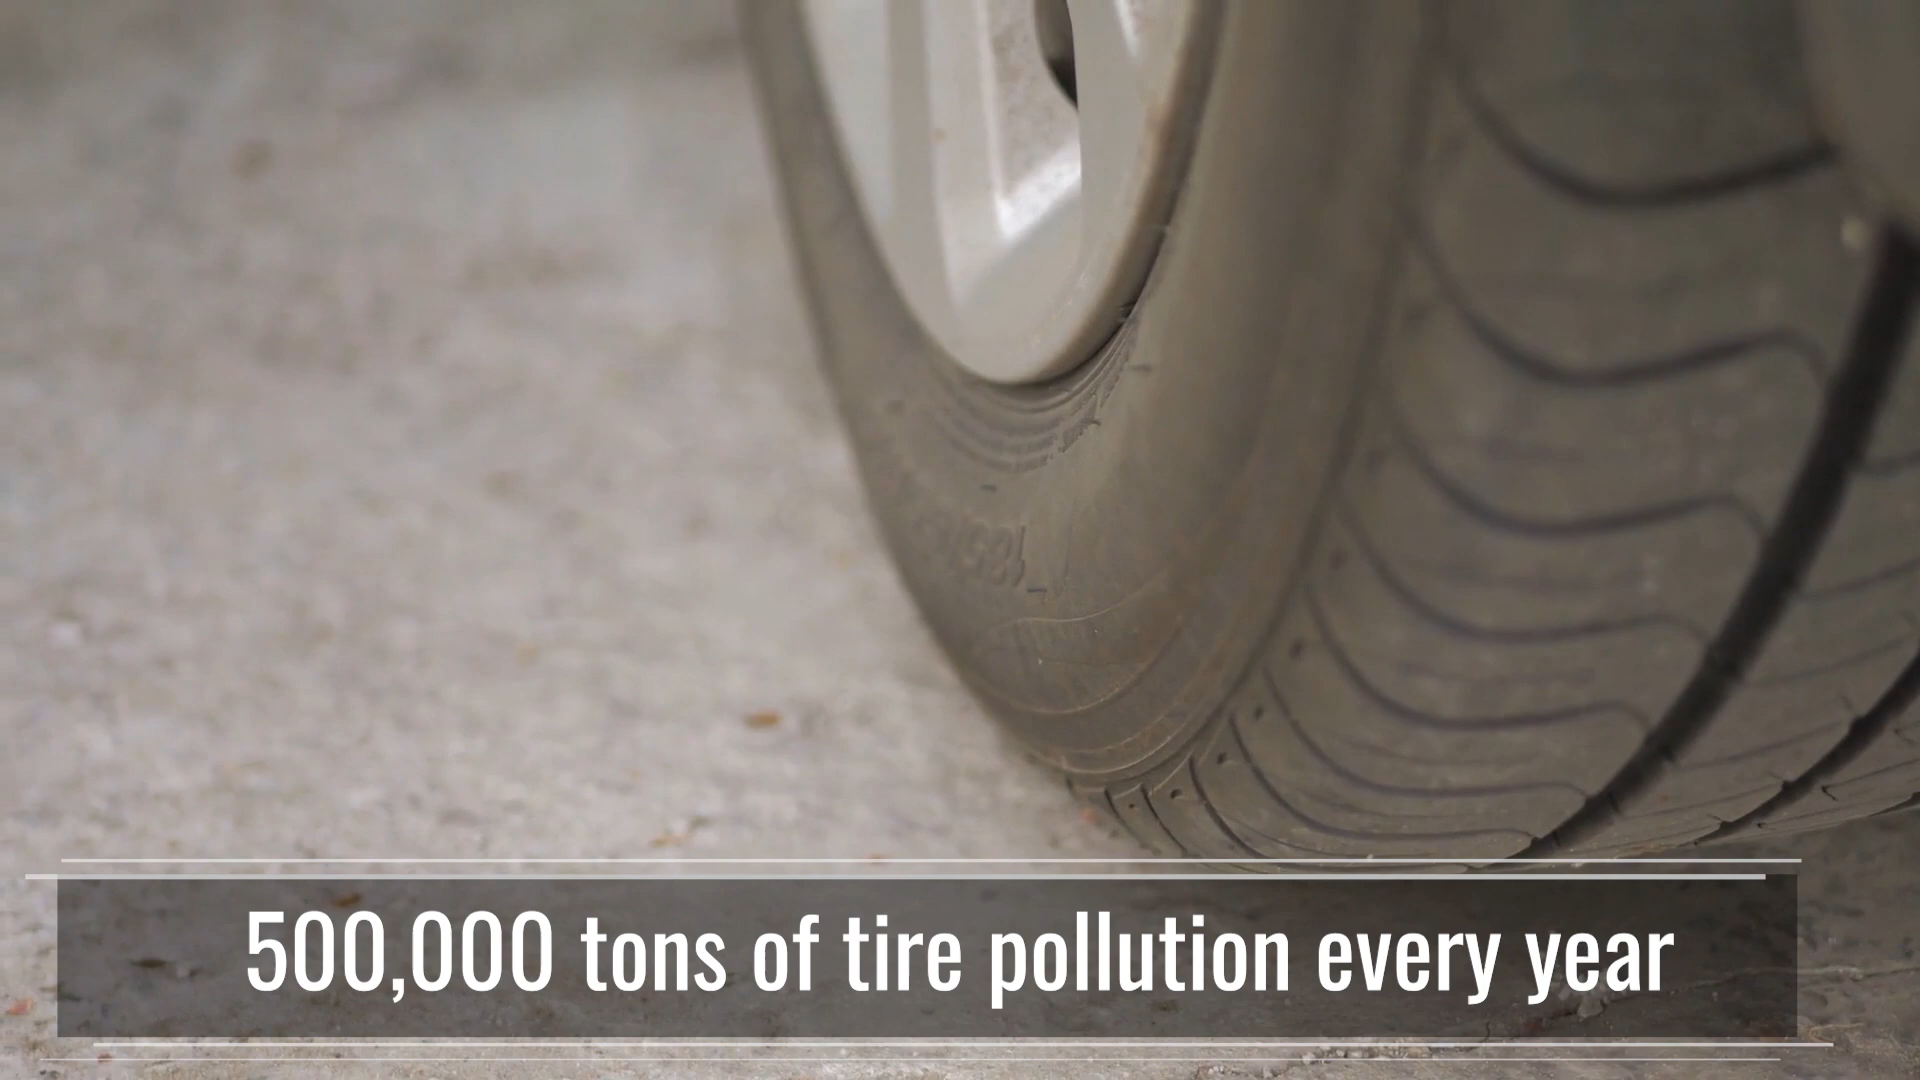 500,000 tons of tire pollution every year